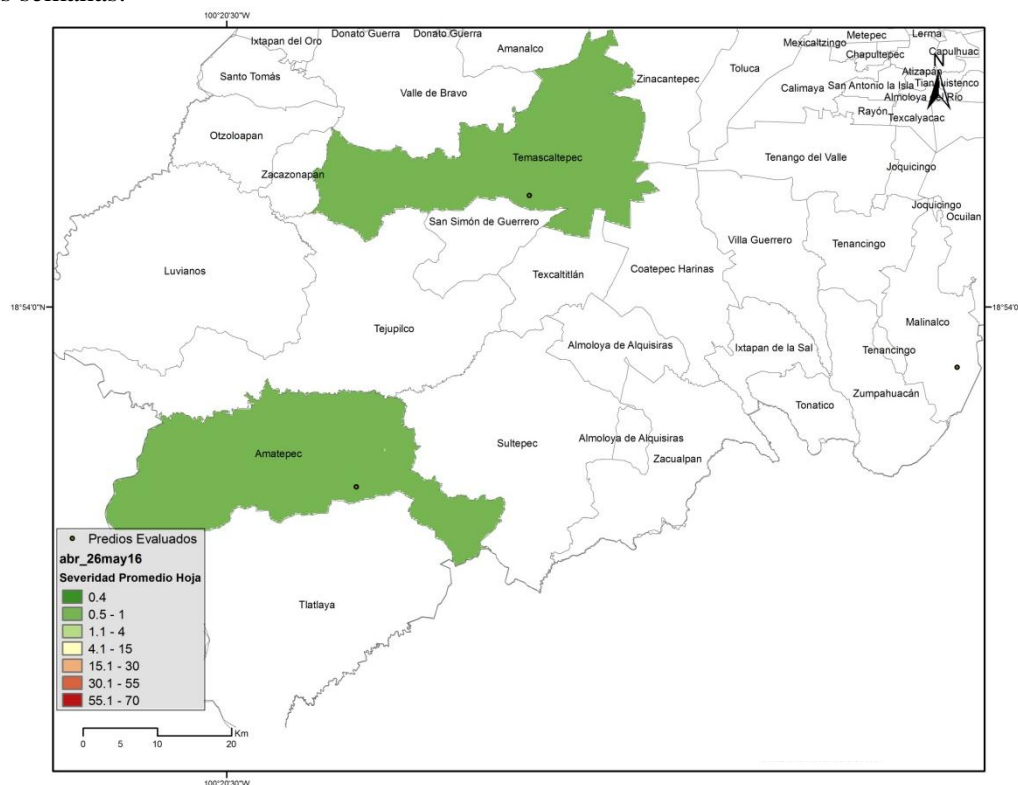 100°20'30"W
Ixtapan del Oro
Donato Guerra
Donato Guerra
Amanalco
Mexicaltzingo
Metepec
Lerma
Chapultepec
Capulhuac
Santo Tomás
Valle de Bravo
Zinacantepec
Toluca
Calimaya
San Antonio la Isla
Atizapán
Tianguistenco
Almoloya del Río
N
Rayón
Texcalyacac
Otzoloapan
Zacazonapan
Temascaltepec
Tenango del Valle
Joquicingo
Joquicingo
Ocuilan
San Simón de Guerrero
Villa Guerrero
Tenancingo
Luvianos
Texcaltitlán
Coatepec Harinas
18°54'0"N
18°54'0
Tejupilco
Almoloya de Alquisiras
Ixtapan de la Sal
Malinalco
Tenancingo
Zumpahuacán
Tonatico
Amatepec
Sultepec
Almoloya de Alquisiras
Zacualpan
Tlatlaya
Predios Evaluados
abr_26may16
Severidad Promedio Hoja
0.4
0.5 - 1
1.1 - 4
4.1 - 15
15.1 - 30
30.1 - 55
55.1 - 70
Km
0 5 10 20
100°20'30"W